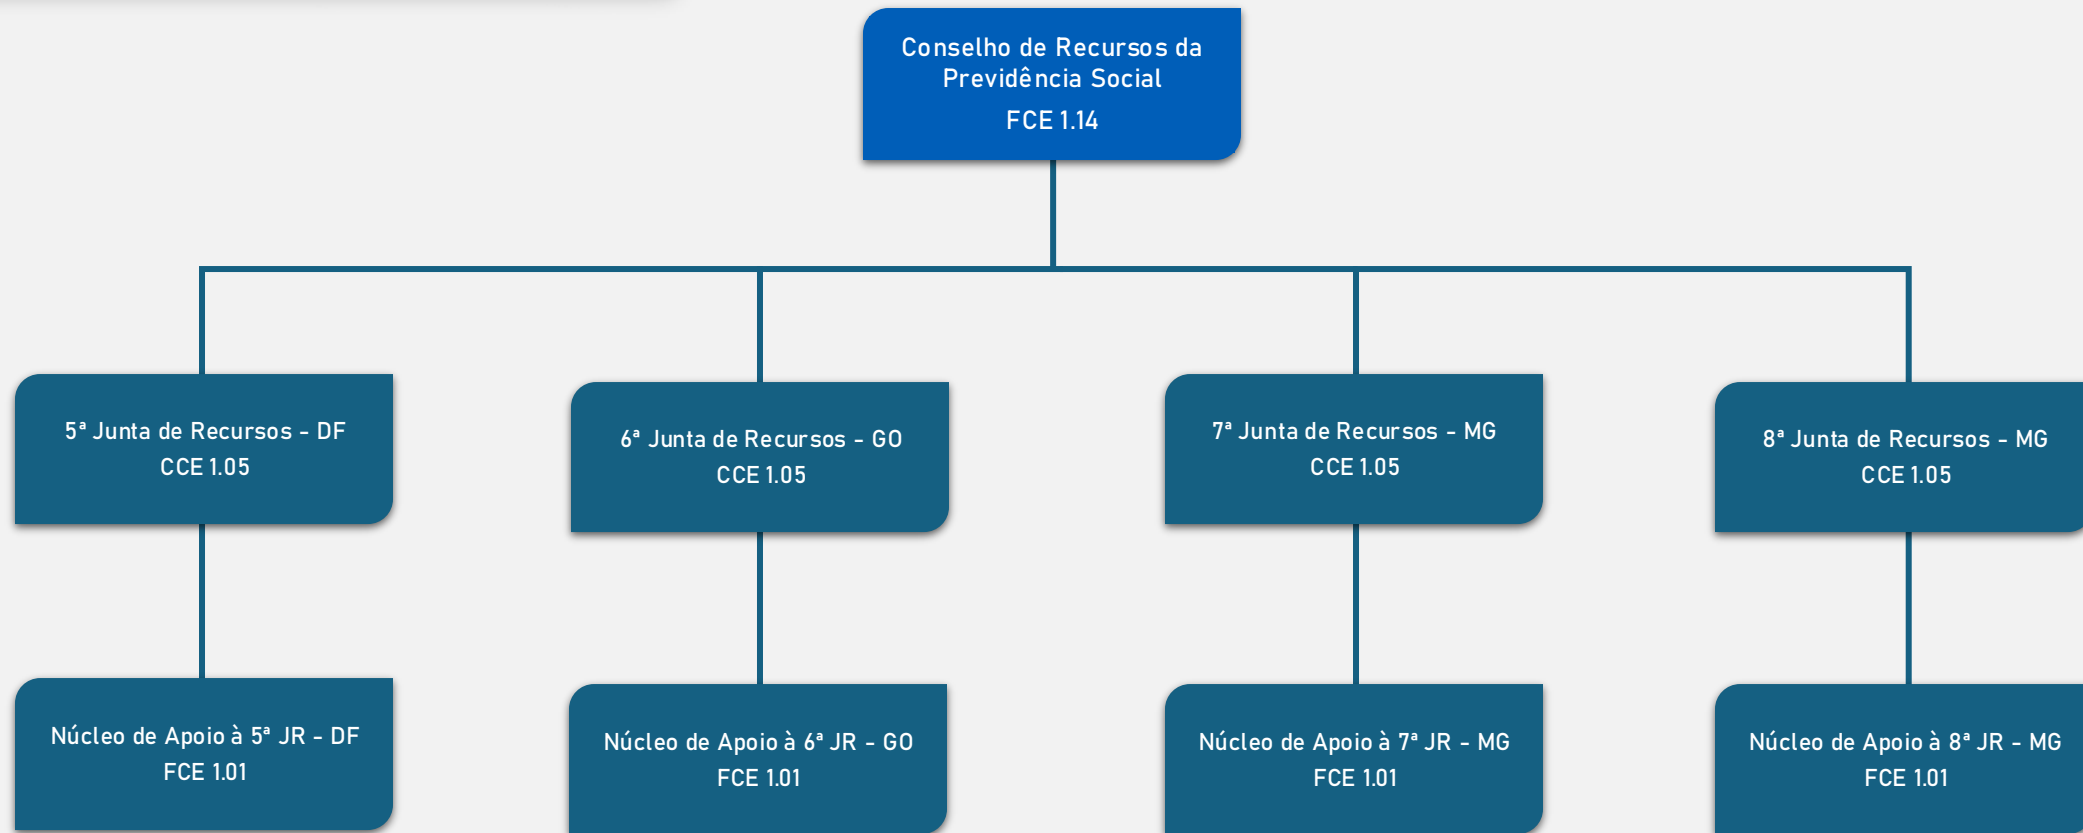 Conselho de Recursos da
Previdência Social
FCE 1.14
5ª Junta de Recursos - DF
CCE 1.05
6ª Junta de Recursos - GO
CCE 1.05
7ª Junta de Recursos - MG
CCE 1.05
8ª Junta de Recursos - MG
CCE 1.05
Núcleo de Apoio à 5ª JR - DF
FCE 1.01
Núcleo de Apoio à 6ª JR - GO
FCE 1.01
Núcleo de Apoio à 7ª JR - MG
FCE 1.01
Núcleo de Apoio à 8ª JR - MG
FCE 1.01